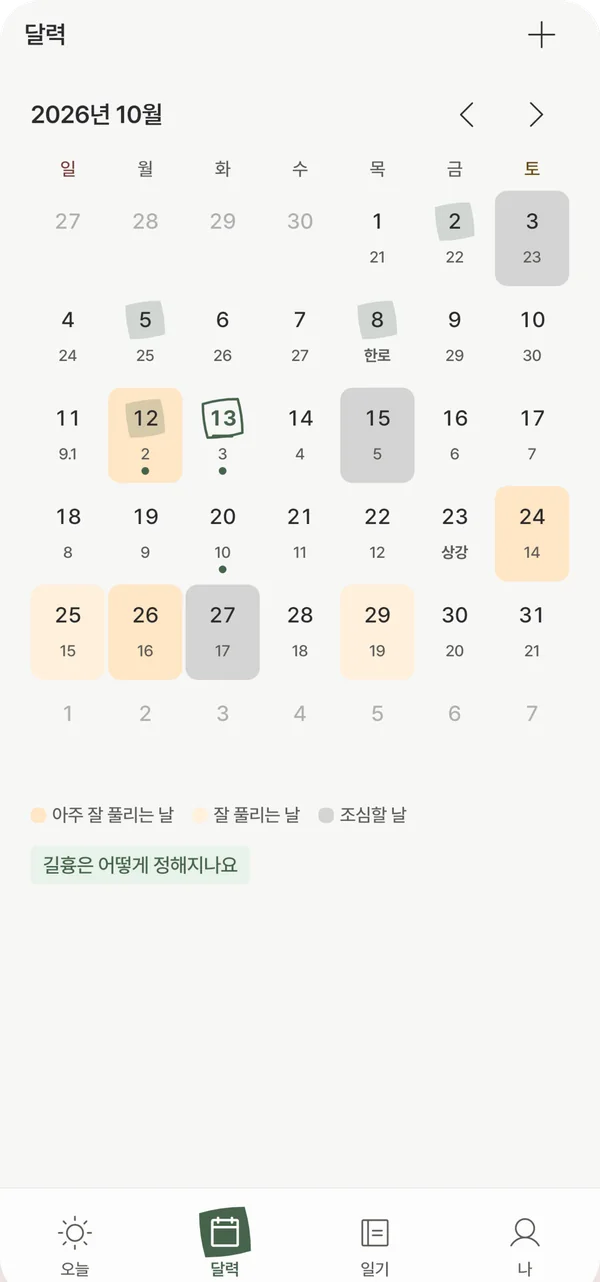 달력
2026년 10월
일 월 화 수 목 금 토
27 28 29 30 1 2 3
21 22 23
4 5 6 7 8 9 10
24 25 26 27 한로 29 30
11 12 13 14 15 16 17
9.1 2 3 4 5 6 7
18 19 20 21 22 23 24
8 9 10 11 12 상강 14
25 26 27 28 29 30 31
15 16 17 18 19 20 21
1 2 3 4 5 6 7
아주 잘 풀리는 날 잘 풀리는 날 조심할 날
길흉은 어떻게 정해지나요
오늘 달력 일기 나